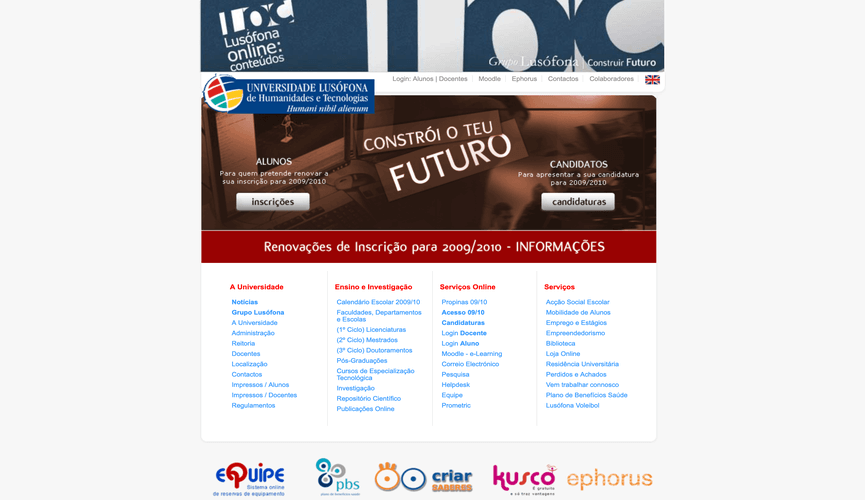 Lusófona
online:
conteúdos
Grupo Lusófona | Construir Futuro
Login: Alunos | Docentes Moodle Ephorus Contactos Colaboradores
UNIVERSIDADE LUSÓFONA
de Humanidades e Tecnologias
Humani nihil alienum
CONSTRÓI O TEU
FUTURO
ALUNOS
Para quem pretende renovar a
sua inscrição para 2009/2010
inscrições
CANDIDATOS
Para apresentar a sua candidatura
para 2009/2010
candidaturas
Renovações de Inscrição para 2009/2010 - INFORMAÇÕES
A Universidade
Notícias
Grupo Lusófona
A Universidade
Administração
Reitoria
Docentes
Localização
Contactos
Impressos / Alunos
Impressos / Docentes
Regulamentos
Ensino e Investigação
Calendário Escolar 2009/10
Faculdades, Departamentos
e Escolas
(1º Ciclo) Licenciaturas
(2º Ciclo) Mestrados
(3º Ciclo) Doutoramentos
Pós-Graduações
Cursos de Especialização
Tecnológica
Investigação
Repositório Científico
Publicações Online
Serviços Online
Propinas 09/10
Acesso 09/10
Candidaturas
Login Docente
Login Aluno
Moodle - e-Learning
Correio Electrónico
Pesquisa
Helpdesk
Equipe
Prometric
Serviços
Acção Social Escolar
Mobilidade de Alunos
Emprego e Estágios
Empreendedorismo
Biblioteca
Loja Online
Residência Universitária
Perdidos e Achados
Vem trabalhar connosco
Plano de Benefícios Saúde
Lusófona Voleibol
eQuipe
Sistema online
de reservas de equipamento
pbs
plano de benefícios saúde
criar
SABERES
kusco
é gratuito
e só traz vantagens
ephorus